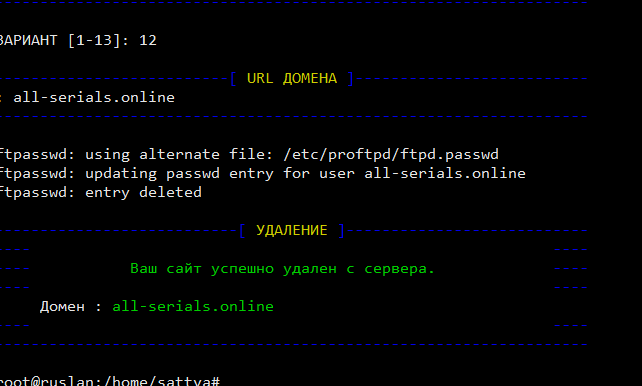 ВАРИАНТ [1-13]: 12
[ URL ДОМЕНА ]
: all-serials.online
ftpasswd: using alternate file: /etc/proftpd/ftpd.passwd
ftpasswd: updating passwd entry for user all-serials.online
ftpasswd: entry deleted
[ УДАЛЕНИЕ ]
Ваш сайт успешно удален с сервера.
Домен : all-serials.online
root@ruslan:/home/sattva#